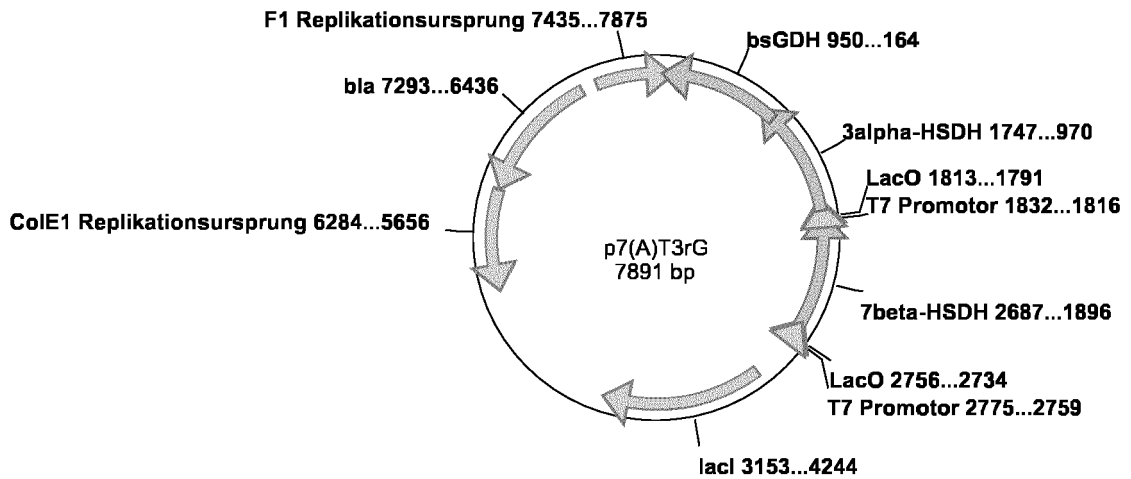 F1 Replikationsursprung 7435...7875
bsGDH 950...164
bla 7293...6436
3alpha-HSDH 1747...970
LacO 1813...1791
T7 Promotor 1832...1816
ColE1 Replikationsursprung 6284...5656
p7(A)T3rG
7891 bp
7beta-HSDH 2687...1896
LacO 2756...2734
T7 Promotor 2775...2759
lacI 3153...4244